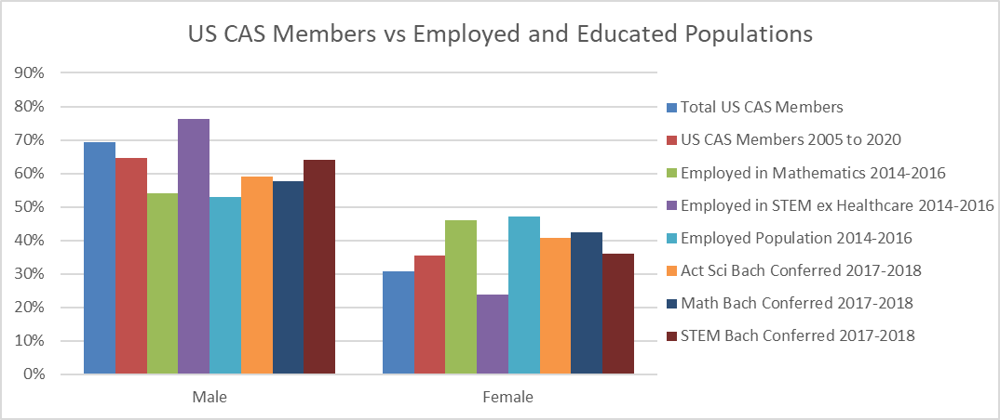 US CAS Members vs Employed and Educated Populations
90%
80%
70%
60%
50%
40%
30%
20%
10%
0%
Male
Female
Total US CAS Members
US CAS Members 2005 to 2020
Employed in Mathematics 2014-2016
Employed in STEM ex Healthcare 2014-2016
Employed Population 2014-2016
Act Sci Bach Conferred 2017-2018
Math Bach Conferred 2017-2018
STEM Bach Conferred 2017-2018